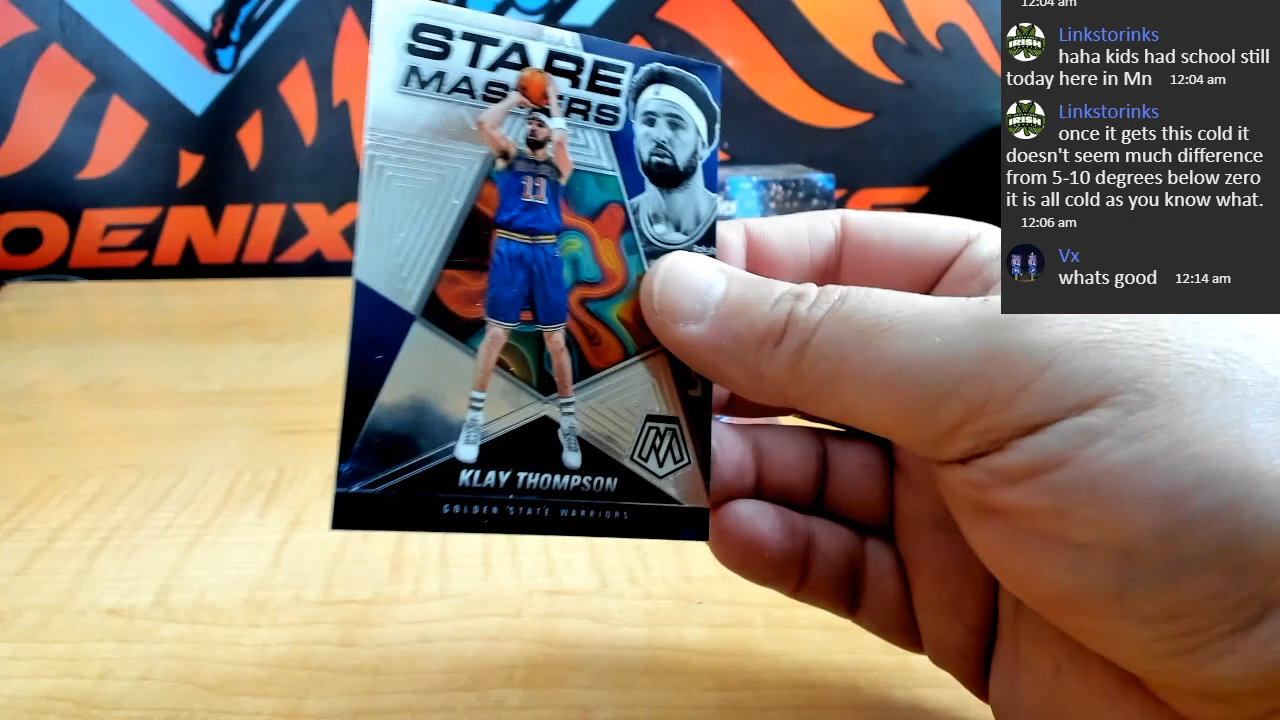 STARE
MASTERS
11
KLAY THOMPSON
GOLDEN STATE WARRIORS
OENIX
12:04 am
Linkstorinks
haha kids had school still
today here in Mn 12:04 am
Linkstorinks
once it gets this cold it
doesn't seem much difference
from 5-10 degrees below zero
it is all cold as you know what.
12:06 am
Vx
whats good 12:14 am
IRISH
IRISH